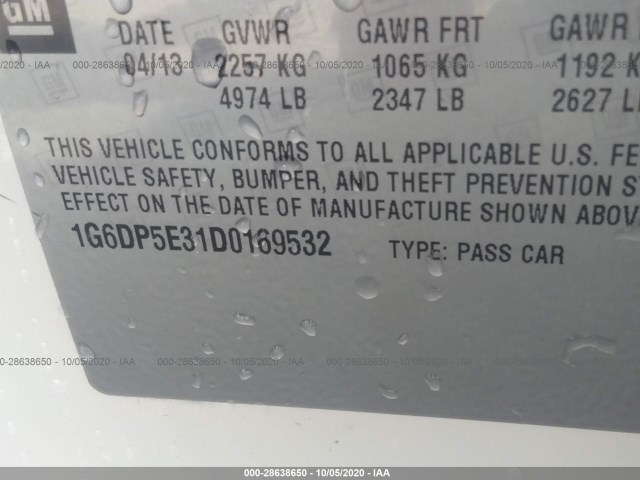 GM
DATE GVWR GAWR FRT GAWR
04/13 2257 KG 1065 KG 1192 K
4974 LB 2347 LB 2627 L
THIS VEHICLE CONFORMS TO ALL APPLICABLE U.S. FE
VEHICLE SAFETY, BUMPER, AND THEFT PREVENTION S
EFFECT ON THE DATE OF MANUFACTURE SHOWN ABOV
1G6DP5E31D0169532 TYPE: PASS CAR
000-28638650 - 10/05/2020 - IAA